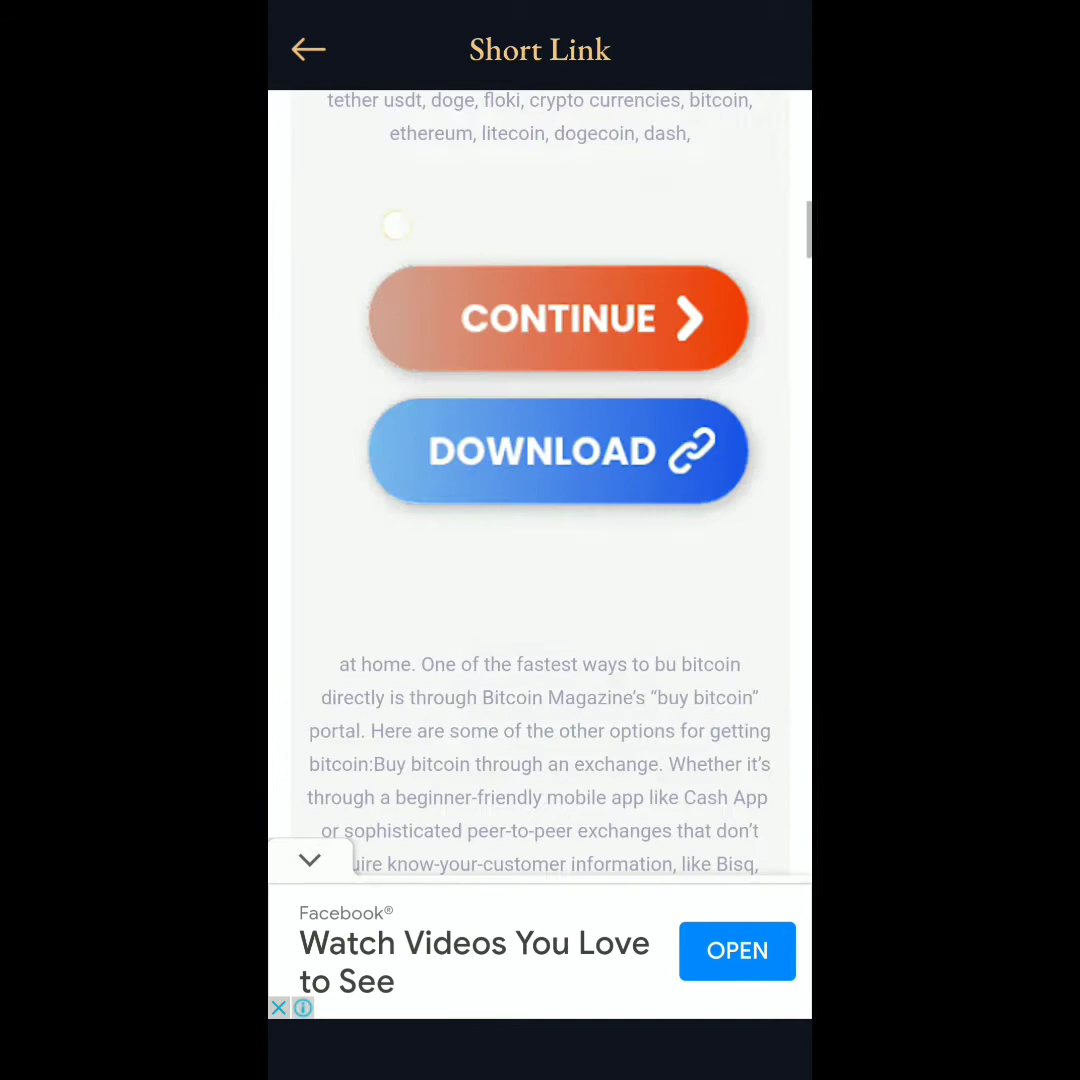 Short Link
tether usdt, doge, floki, crypto currencies, bitcoin,
ethereum, litecoin, dogecoin, dash,
CONTINUE
DOWNLOAD
at home. One of the fastest ways to bu bitcoin
directly is through Bitcoin Magazine’s “buy bitcoin”
portal. Here are some of the other options for getting
bitcoin:Buy bitcoin through an exchange. Whether it’s
through a beginner-friendly mobile app like Cash App
or sophisticated peer-to-peer exchanges that don’t
know-your-customer information, like Bisq,
Facebook®
Watch Videos You Love
to See
OPEN